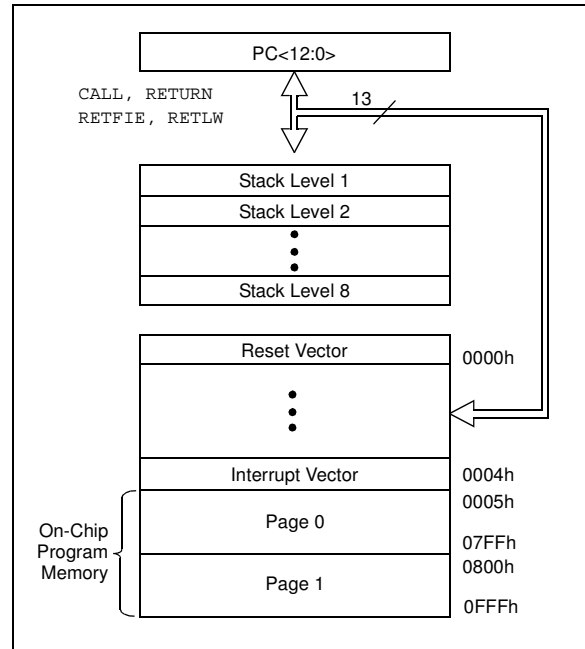 PC<12:0>
CALL, RETURN
RETFIE, RETLW
13
Stack Level 1
Stack Level 2
Stack Level 8
Reset Vector
0000h
Interrupt Vector
0004h
0005h
On-Chip
Program
Memory
Page 0
07FFh
0800h
Page 1
0FFFh